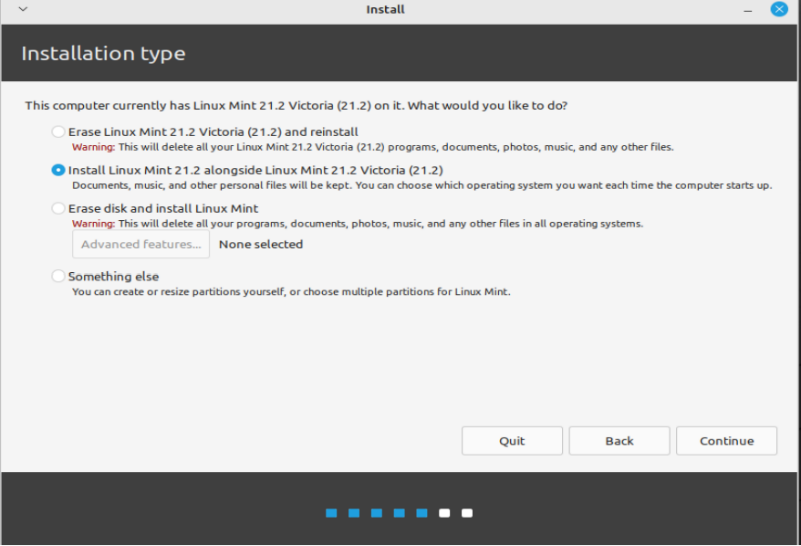 Install
Installation type
This computer currently has Linux Mint 21.2 Victoria (21.2) on it. What would you like to do?
Erase Linux Mint 21.2 Victoria (21.2) and reinstall
Warning: This will delete all your Linux Mint 21.2 Victoria (21.2) programs, documents, photos, music, and any other files.
Install Linux Mint 21.2 alongside Linux Mint 21.2 Victoria (21.2)
Documents, music, and other personal files will be kept. You can choose which operating system you want each time the computer starts up.
Erase disk and install Linux Mint
Warning: This will delete all your programs, documents, photos, music, and any other files in all operating systems.
Advanced features... None selected
Something else
You can create or resize partitions yourself, or choose multiple partitions for Linux Mint.
Quit Back Continue